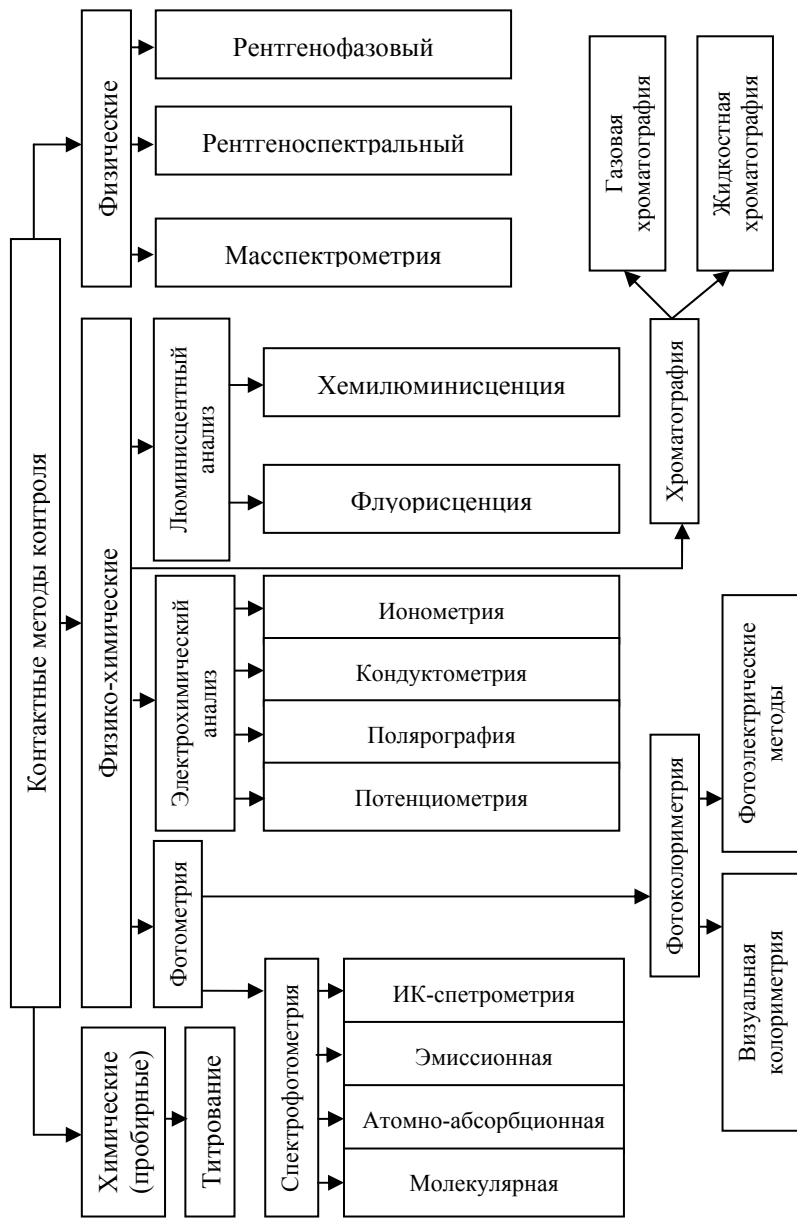 Контактные методы контроля
Химические
(пробирные)
Титрование
Физико-химические
Фотометрия
Спектрофотометрия
Молекулярная
Атомно-абсорбционная
Эмиссионная
ИК-спетрометрия
Фотоколориметрия
Визуальная
колориметрия
Фотоэлектрические
методы
Электрохимический
анализ
Потенциометрия
Полярография
Кондуктометрия
Ионометрия
Люминисцентный
анализ
Флуорисценция
Хемилюминисценция
Хроматография
Газовая
хроматография
Жидкостная
хроматография
Физические
Масспектрометрия
Рентгеноспектральный
Рентгенофазовый